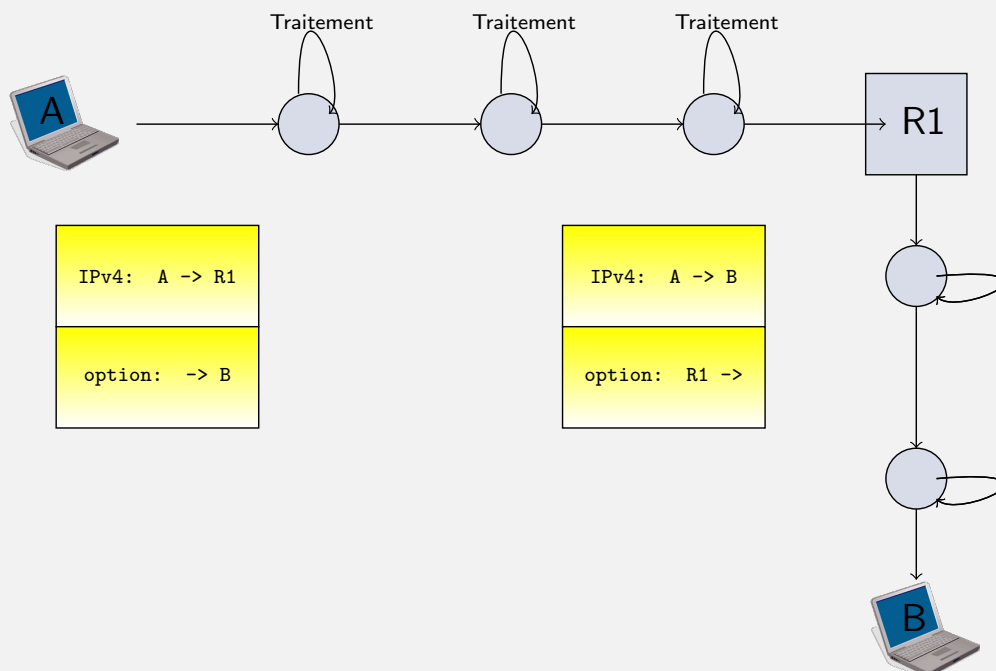 Traitement
Traitement
Traitement
A
R1
IPv4: A -> R1
option: -> B
IPv4: A -> B
option: R1 ->
B